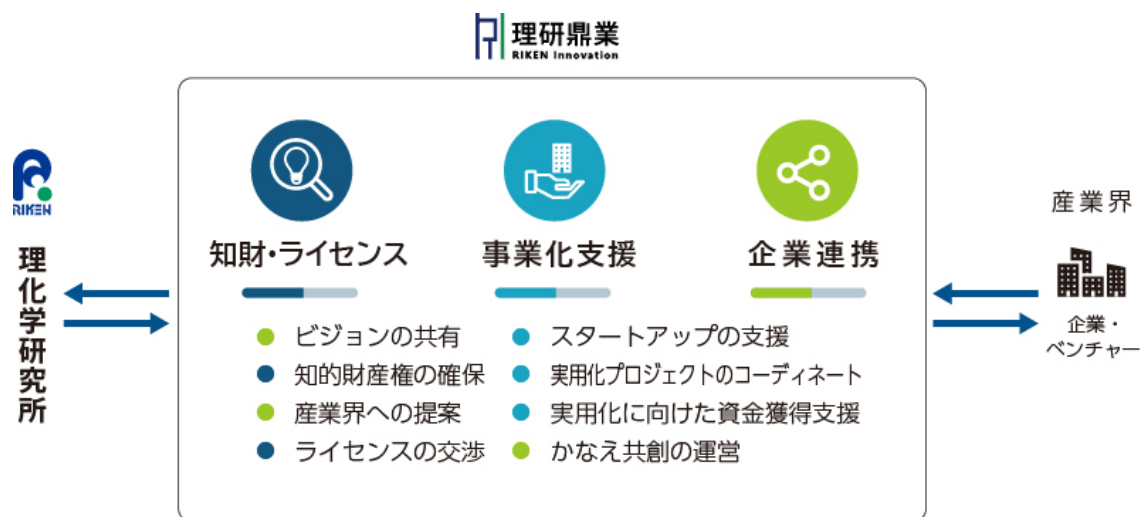 理研鼎業
RIKEN Innovation
RIKEN
理化学研究所
知財・ライセンス
事業化支援
企業連携
ビジョンの共有
知的財産権の確保
産業界への提案
ライセンスの交渉
スタートアップの支援
実用化プロジェクトのコーディネート
実用化に向けた資金獲得支援
かなえ共創の運営
産業界
企業・
ベンチャー